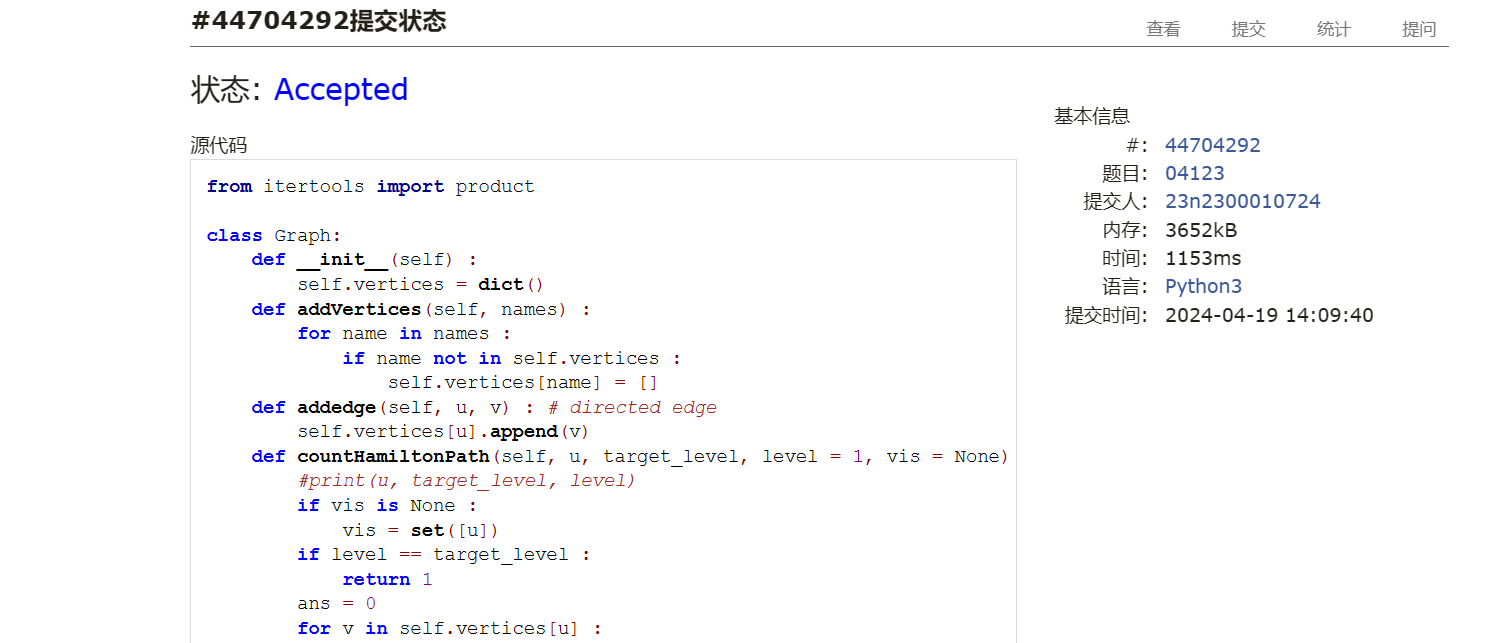 #44704292提交状态
查看 提交 统计 提问
状态: Accepted
源代码
from itertools import product
class Graph:
def __init__(self) :
self.vertices = dict()
def addVertices(self, names) :
for name in names :
if name not in self.vertices :
self.vertices[name] = []
def addedge(self, u, v) : # directed edge
self.vertices[u].append(v)
def countHamiltonPath(self, u, target_level, level = 1, vis = None)
#print(u, target_level, level)
if vis is None :
vis = set([u])
if level == target_level :
return 1
ans = 0
for v in self.vertices[u] :
基本信息
#: 44704292
题目: 04123
提交人: 23n2300010724
内存: 3652kB
时间: 1153ms
语言: Python3
提交时间: 2024-04-19 14:09:40